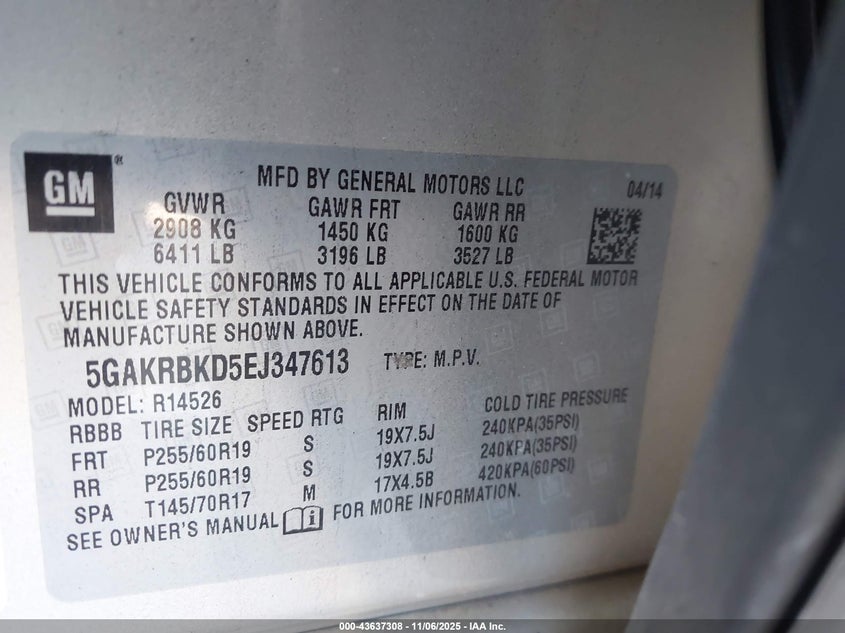 GM®
MFD BY GENERAL MOTORS LLC 04/14
GVWR GAWR FRT GAWR RR
2908 KG 1450 KG 1600 KG
6411 LB 3196 LB 3527 LB
THIS VEHICLE CONFORMS TO ALL APPLICABLE U.S. FEDERAL MOTOR
VEHICLE SAFETY STANDARDS IN EFFECT ON THE DATE OF
MANUFACTURE SHOWN ABOVE.
5GAKRBKD5EJ347613 TYPE: M.P.V.
MODEL: R14526
RBBB TIRE SIZE SPEED RTG RIM COLD TIRE PRESSURE
FRT P255/60R19 S 19X7.5J 240KPA(35PSI)
RR P255/60R19 S 19X7.5J 240KPA(35PSI)
SPA T145/70R17 M 17X4.5B 420KPA(60PSI)
SEE OWNER'S MANUAL FOR MORE INFORMATION.
000-43637308 - 11/06/2025 - IAA Inc.